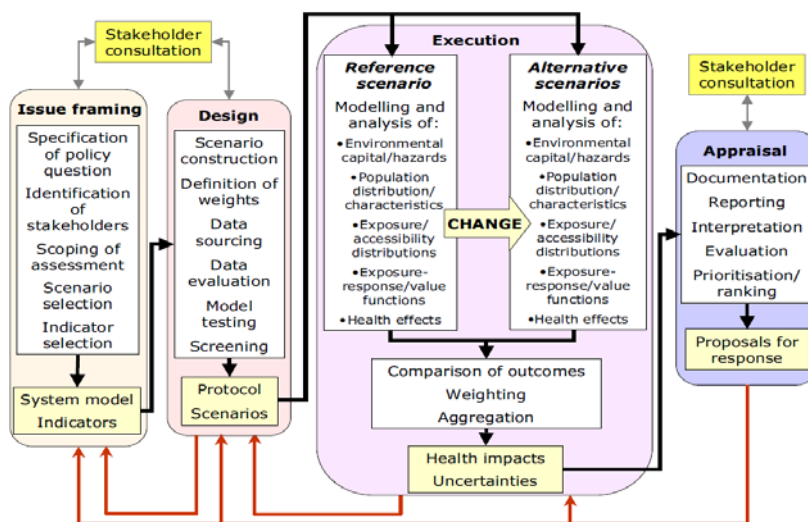 Stakeholder
consultation
Issue framing
Specification
of policy
question
Identification
of
stakeholders
Scoping of
assessment
Scenario
selection
Indicator
selection
System model
Indicators
Design
Scenario
construction
Definition of
weights
Data
sourcing
Data
evaluation
Model
testing
Screening
Protocol
Scenarios
Execution
Reference
scenario
Modelling and
analysis of:
•Environmental
capital/hazards
•Population
distribution/
characteristics
•Exposure/
accessibility
distributions
•Exposure-
response/value
functions
•Health effects
CHANGE
Alternative
scenarios
Modelling and
analysis of:
•Environmental
capital/hazards
•Population
distribution/
characteristics
•Exposure/
accessibility
distributions
•Exposure-
response/value
functions
•Health effects
Comparison of outcomes
Weighting
Aggregation
Health impacts
Uncertainties
Stakeholder
consultation
Appraisal
Documentation
Reporting
Interpretation
Evaluation
Prioritisation/
ranking
Proposals for
response